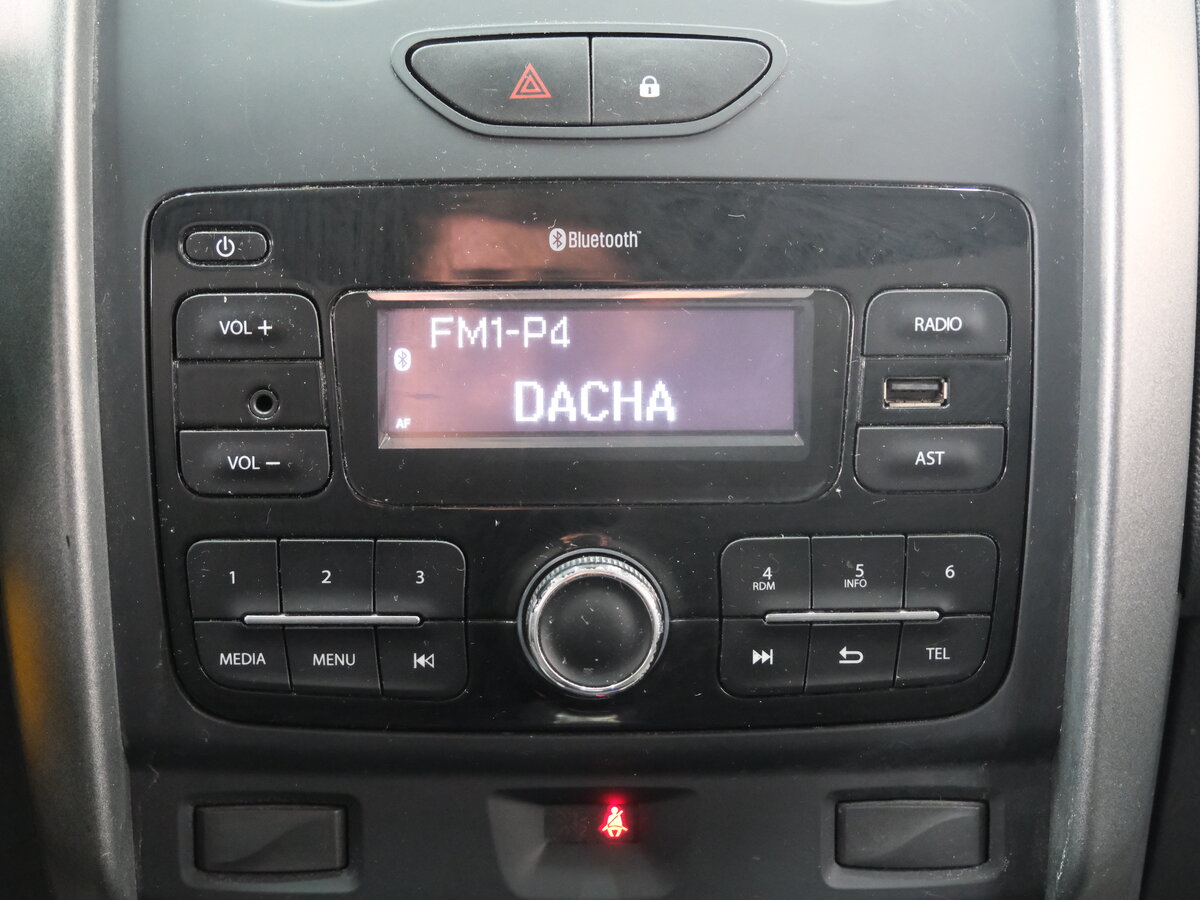 Bluetooth™
VOL +
FM1-P4
RADIO
DACHA
AF
VOL −
AST
1
2
3
4
RDM
5
INFO
6
MEDIA
MENU
TEL